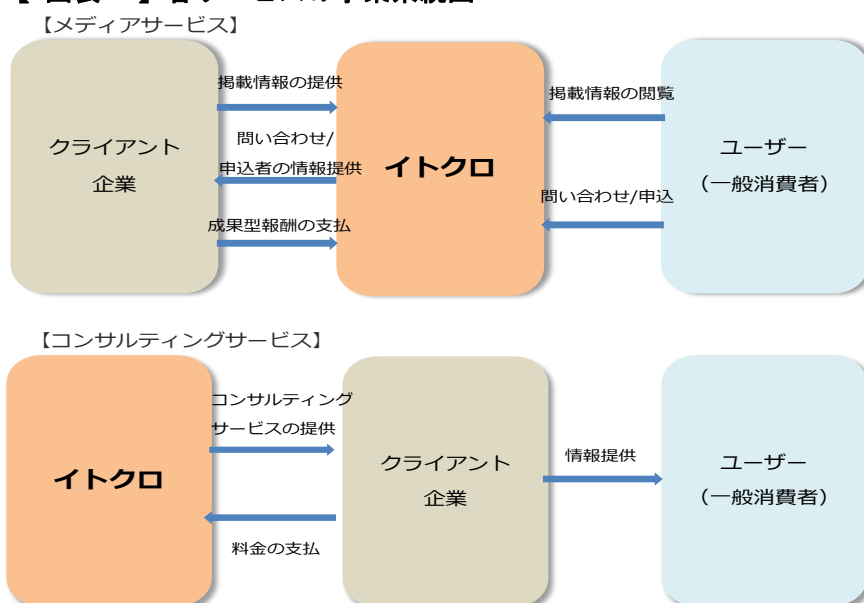 【メディアサービス】
掲載情報の提供
掲載情報の閲覧
問い合わせ/
申込者の情報提供
クライアント
企業
イトクロ
ユーザー
(一般消費者)
問い合わせ/申込
成果型報酬の支払
【コンサルティングサービス】
コンサルティング
サービスの提供
イトクロ
クライアント
企業
情報提供
ユーザー
(一般消費者)
料金の支払